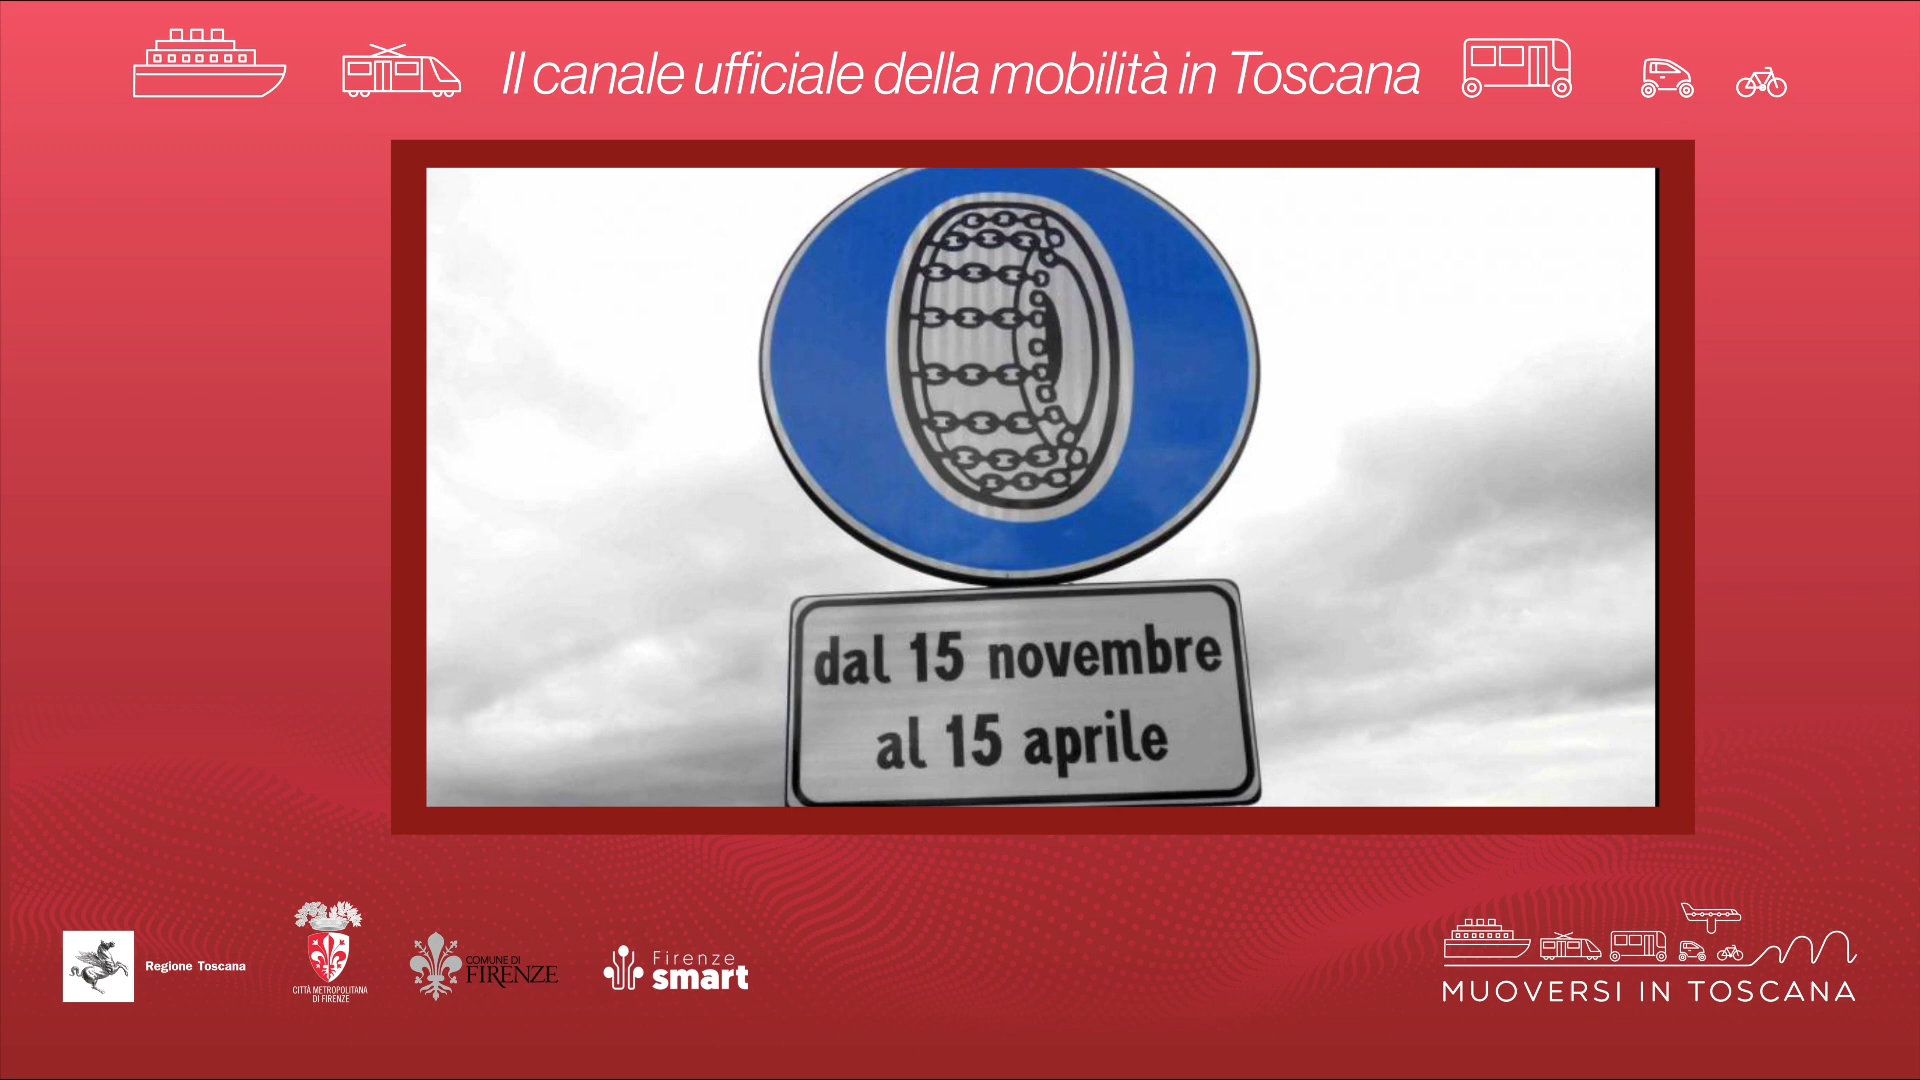 Il canale ufficiale della mobilità in Toscana
dal 15 novembre
al 15 aprile
Regione Toscana
CITTÀ METROPOLITANA
DI FIRENZE
COMUNE DI
FIRENZE
Firenze
smart
MUOVERSI IN TOSCANA